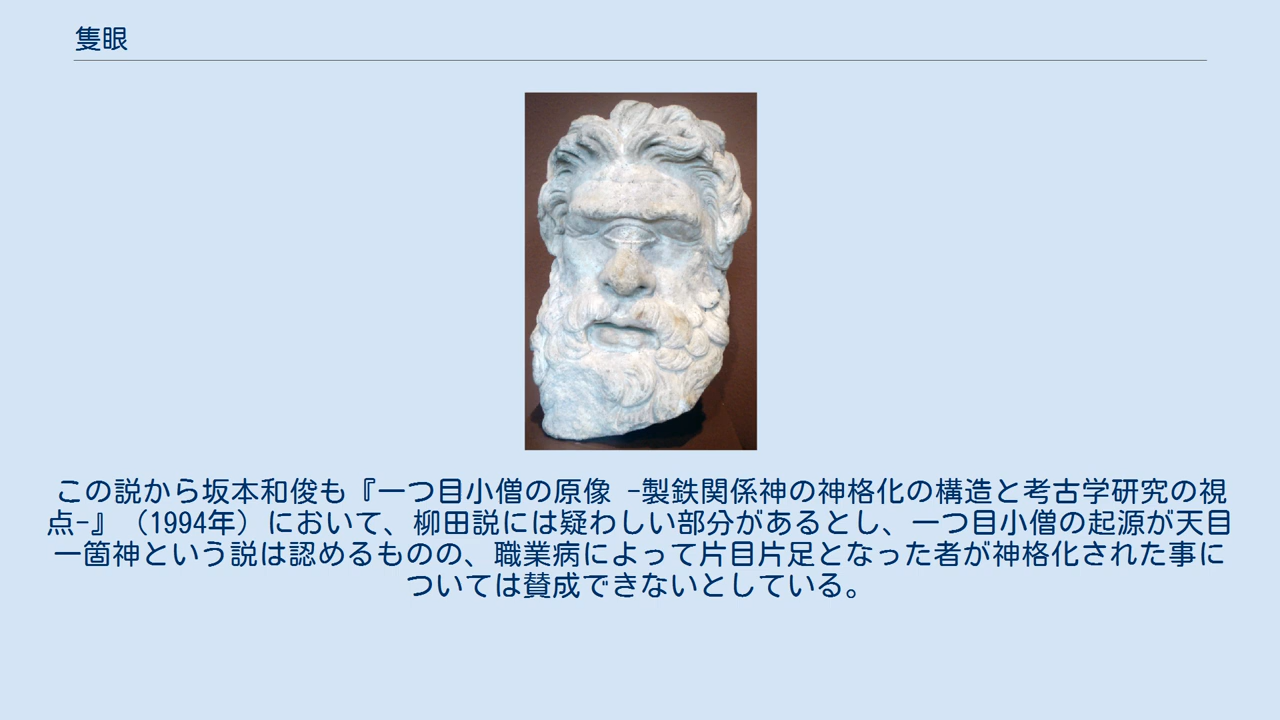 隻眼
この説から坂本和俊も『一つ目小僧の原像 -製鉄関係神の神格化の構造と考古学研究の視
点-』（1994年）において、柳田説には疑わしい部分があるとし、一つ目小僧の起源が天目
一箇神という説は認めるものの、職業病によって片目片足となった者が神格化された事に
ついては賛成できないとしている。